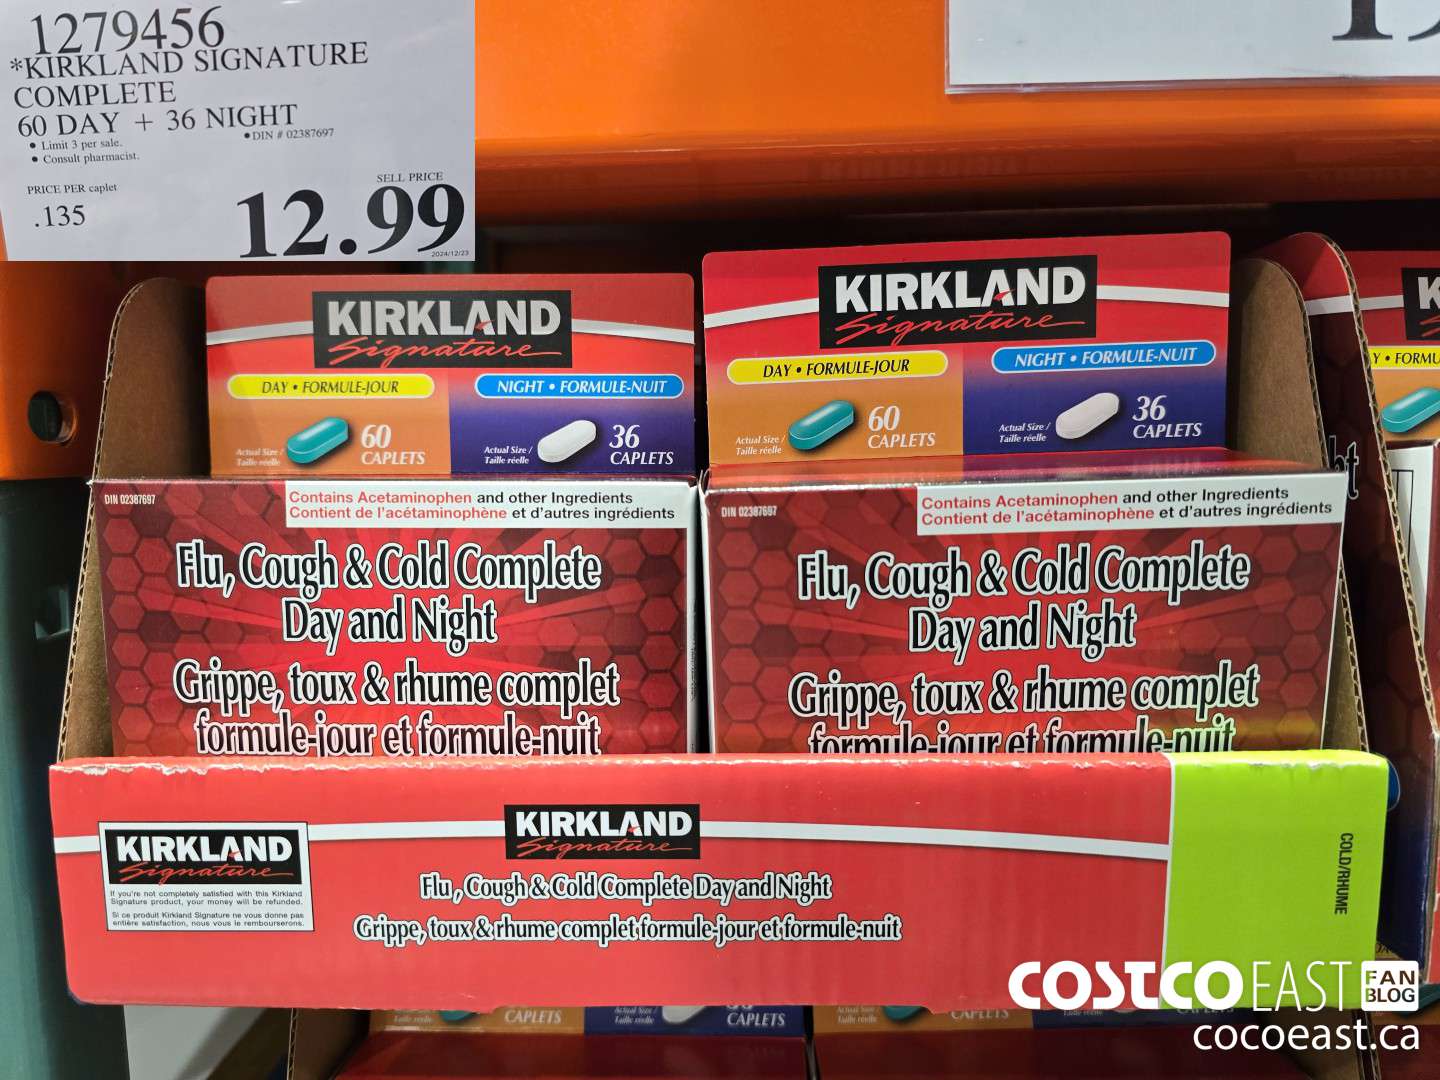 1279456
*KIRKLAND SIGNATURE
COMPLETE
60 DAY + 36 NIGHT
• DIN # 02387697
• Limit 3 per sale.
• Consult pharmacist.
PRICE PER caplet
.135
SELL PRICE
12.99
2024/12/23
KIRKLAND
Signature
DAY • FORMULE-JOUR
NIGHT • FORMULE-NUIT
Actual Size /
Taille réelle
60
CAPLETS
Actual Size /
Taille réelle
36
CAPLETS
DIN 02387697
Contains Acetaminophen and other Ingredients
Contient de l'acétaminophène et d'autres ingrédients
Flu, Cough & Cold Complete
Day and Night
Grippe, toux & rhume complet
formule-jour et formule-nuit
KIRKLAND
Signature
DAY • FORMULE-JOUR
NIGHT • FORMULE-NUIT
Actual Size /
Taille réelle
60
CAPLETS
Actual Size /
Taille réelle
36
CAPLETS
DIN 02387697
Contains Acetaminophen and other Ingredients
Contient de l'acétaminophène et d'autres ingrédients
Flu, Cough & Cold Complete
Day and Night
Grippe, toux & rhume complet
formule-jour et formule-nuit
KIRKLAND
Signature
If you're not completely satisfied with this Kirkland
Signature product, your money will be refunded.
Si ce produit Kirkland Signature ne vous donne pas
entière satisfaction, nous vous le rembourserons.
KIRKLAND
Signature
Flu, Cough & Cold Complete Day and Night
Grippe, toux & rhume complet formule-jour et formule-nuit
COLD/RHUME
CAPLETS
CAPLETS
CAPLETS
COSTCO EAST FAN
BLOG
cocoeast.ca